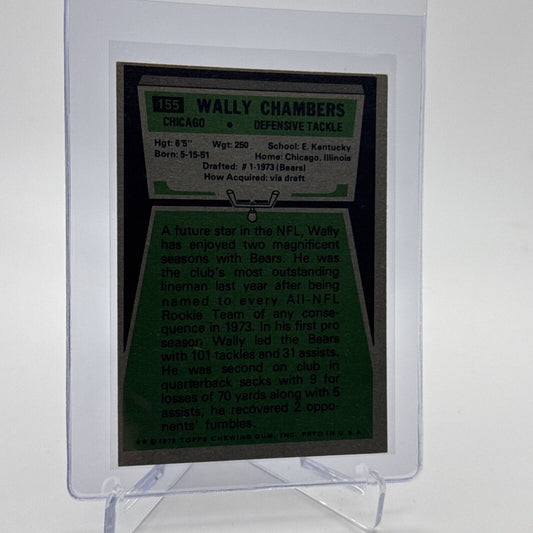 155 WALLY CHAMBERS
CHICAGO • DEFENSIVE TACKLE
Hgt: 6'5" Wgt: 250 School: E. Kentucky
Born: 5-15-51 Home: Chicago, Illinois
Drafted: #1-1973 (Bears)
How Acquired: via draft
A future star in the NFL, Wally
has enjoyed two magnificent
seasons with Bears. He was
the club's most outstanding
lineman last year after being
named to every All-NFL
Rookie Team of any conse-
quence in 1973. In his first pro
season Wally led the Bears
with 101 tackles and 31 assists.
He was second on club in
quarterback sacks with 9 for
losses of 70 yards along with 5
assists, he recovered 2 oppo-
nents' fumbles.
** © 1975 TOPPS CHEWING GUM, INC. PRTD IN U.S.A.